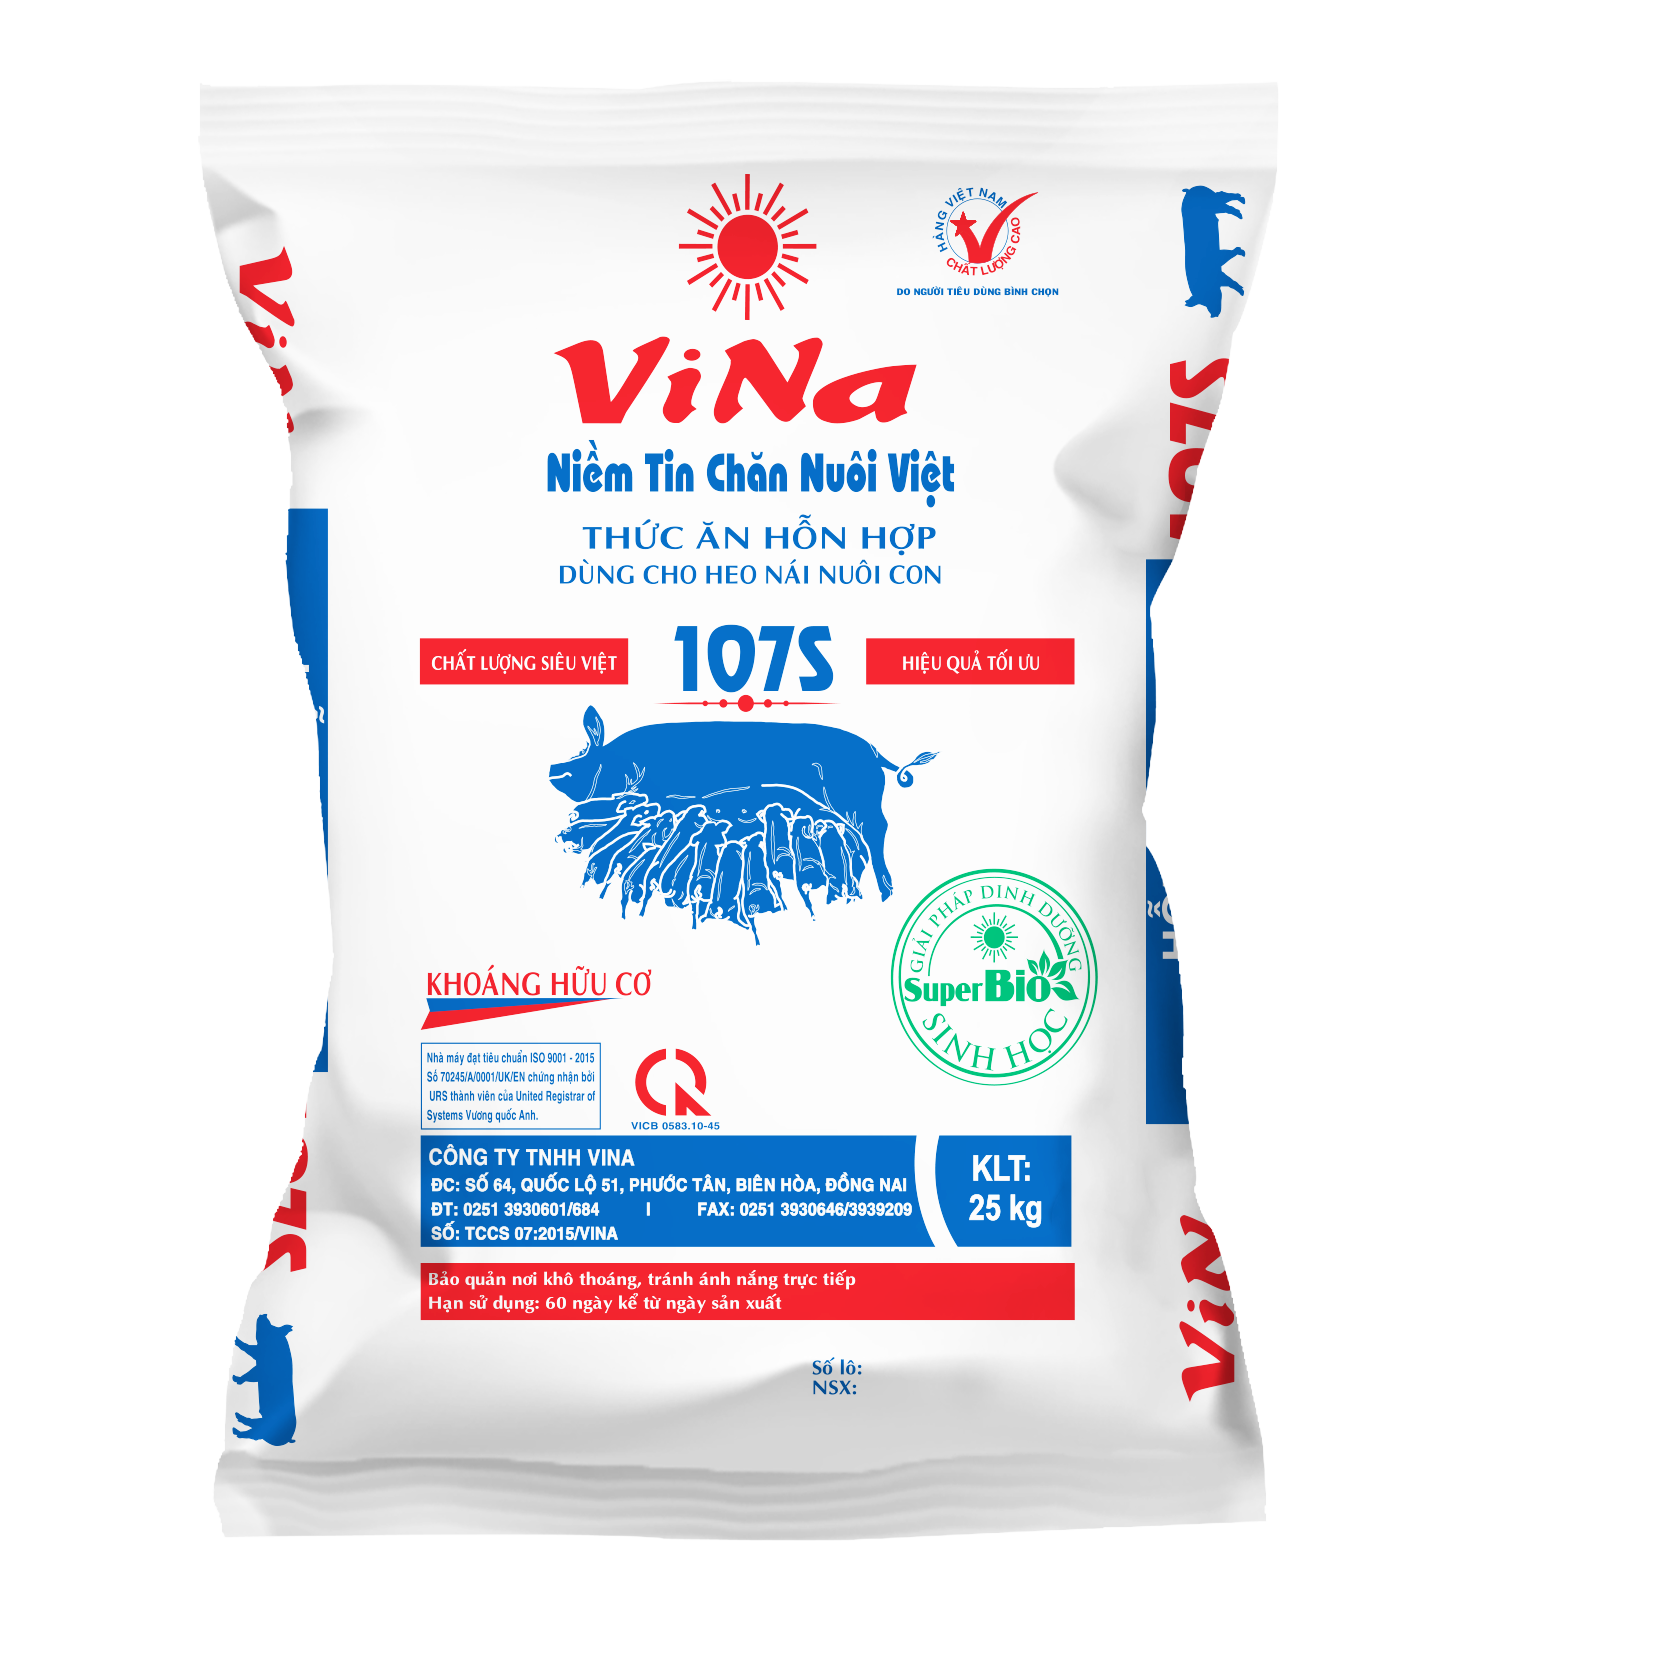 HÀNG VIỆT NAM
CHẤT LƯỢNG CAO
DO NGƯỜI TIÊU DÙNG BÌNH CHỌN
ViNa
Niềm Tin Chăn Nuôi Việt
THỨC ĂN HỖN HỢP
DÙNG CHO HEO NÁI NUÔI CON
CHẤT LƯỢNG SIÊU VIỆT
107S
HIỆU QUẢ TỐI ƯU
GIẢI PHÁP DINH DƯỠNG
SuperBio
SINH HỌC
KHOÁNG HỮU CƠ
Nhà máy đạt tiêu chuẩn ISO 9001 - 2015
Số 70245/A/0001/UK/EN chứng nhận bởi
URS thành viên của United Registrar of
Systems Vương quốc Anh.
VICB 0583.10-45
CÔNG TY TNHH VINA
ĐC: SỐ 64, QUỐC LỘ 51, PHƯỚC TÂN, BIÊN HÒA, ĐỒNG NAI
ĐT: 0251 3930601/684 I FAX: 0251 3930646/3939209
SỐ: TCCS 07:2015/VINA
KLT:
25 kg
Bảo quản nơi khô thoáng, tránh ánh nắng trực tiếp
Hạn sử dụng: 60 ngày kể từ ngày sản xuất
Số lô:
NSX:
ViNa
107S
107S
ViNa